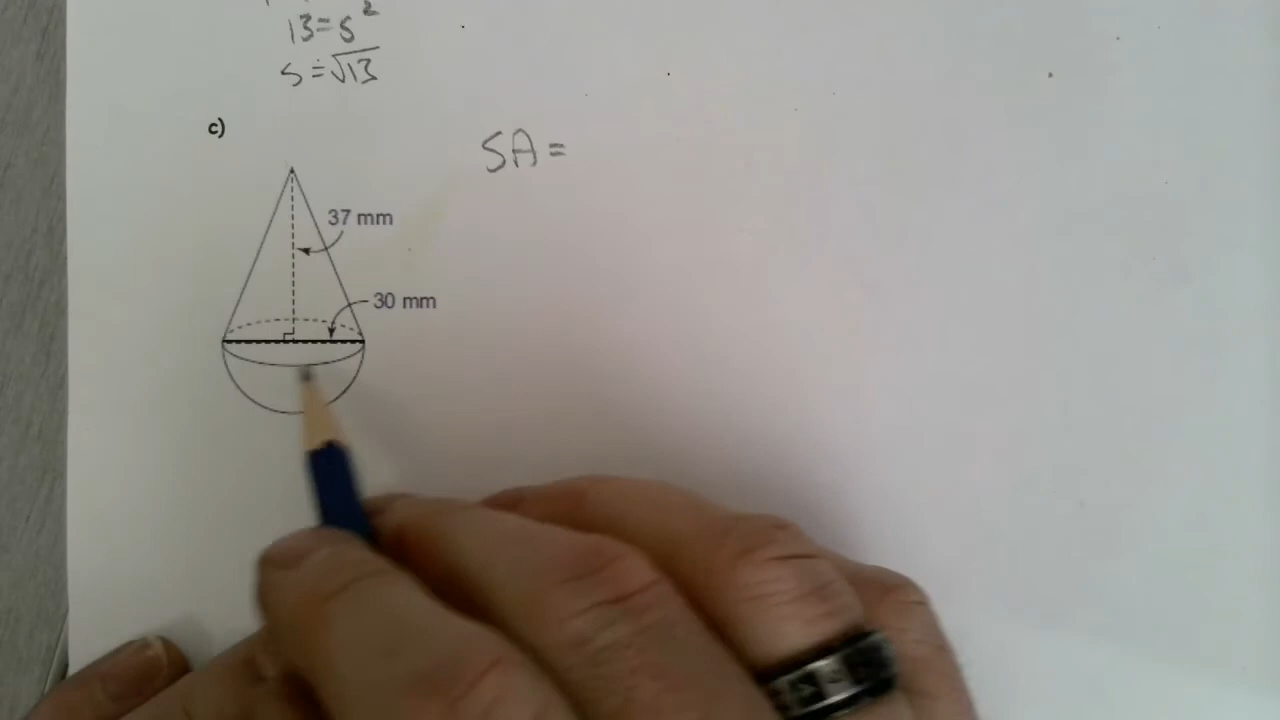 13=s²
s≐√13
c)
SA=
37 mm
30 mm